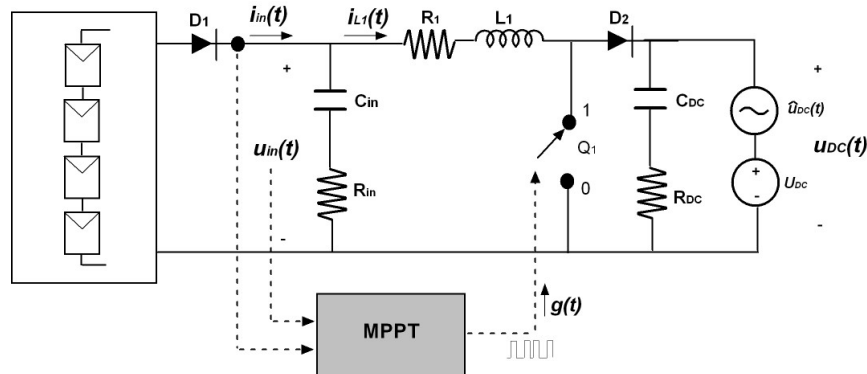 D1
iin(t)
iL1(t)
R1
L1
D2
+
Cin
uin(t)
Rin
-
1
Q1
0
CDC
RDC
ûDC(t)
+
-
UDC
+
uDC(t)
-
MPPT
g(t)